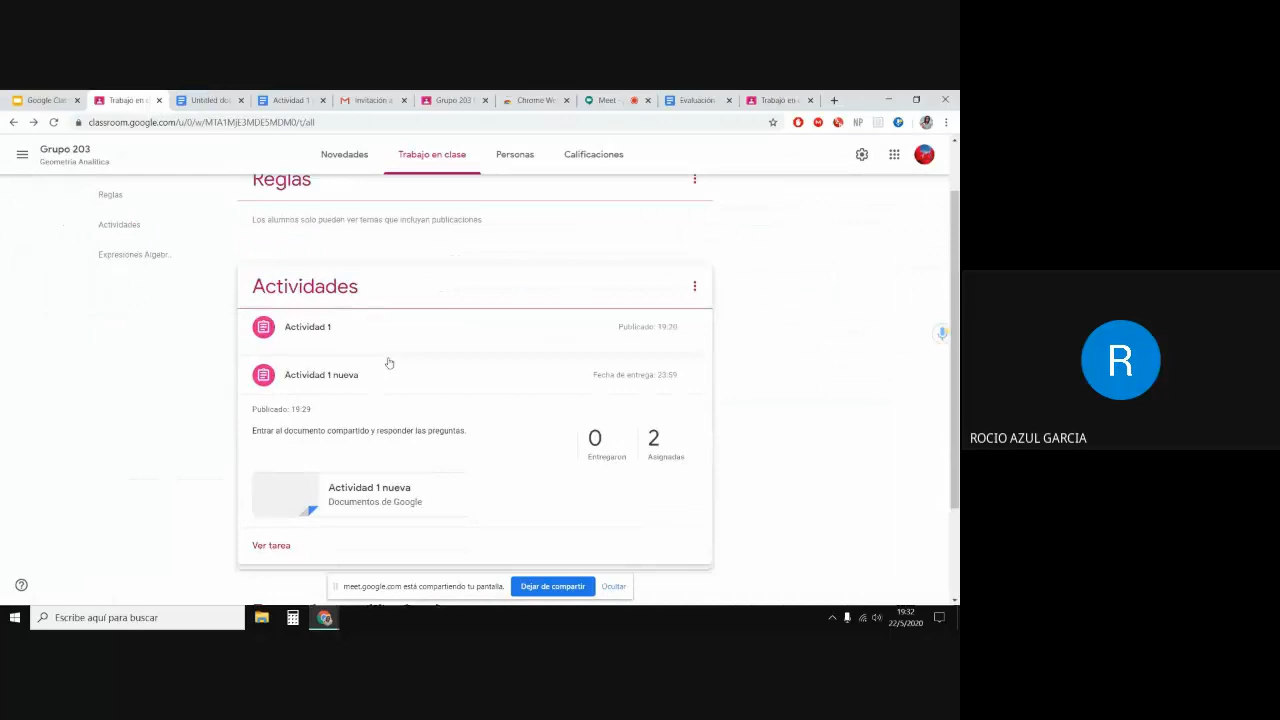 Google Clas
Trabajo en c
Untitled doc
Actividad 1
Invitación a
Grupo 203
Chrome We
Meet -
Evaluación
Trabajo en c
classroom.google.com/u/0/w/MTA1MjE3MDE5MDM0/t/all
NP
Grupo 203
Geometría Analítica
Novedades
Trabajo en clase
Personas
Calificaciones
Reglas
Actividades
Expresiones Algebr...
Reglas
Los alumnos solo pueden ver temas que incluyan publicaciones
Actividades
Actividad 1
Publicado: 19:20
Actividad 1 nueva
Fecha de entrega: 23:59
Publicado: 19:29
Entrar al documento compartido y responder las preguntas.
0
Entregaron
2
Asignadas
Actividad 1 nueva
Documentos de Google
Ver tarea
meet.google.com está compartiendo tu pantalla.
Dejar de compartir
Ocultar
Escribe aquí para buscar
19:32
22/5/2020
R
ROCIO AZUL GARCIA